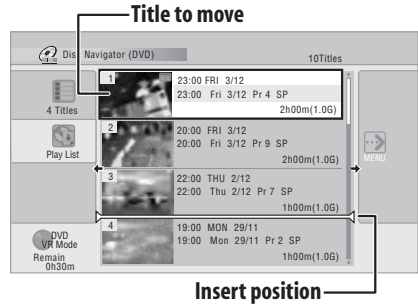 Title to move
Disc Navigator (DVD)
10Titles
4 Titles
Play List
DVD
VR Mode
Remain
0h30m
1
23:00 FRI 3/12
23:00 Fri 3/12 Pr 4 SP
2h00m(1.0G)
2
20:00 FRI 3/12
20:00 Fri 3/12 Pr 9 SP
2h00m(1.0G)
3
22:00 THU 2/12
22:00 Thu 2/12 Pr 7 SP
1h00m(1.0G)
4
19:00 MON 29/11
19:00 Mon 29/11 Pr 2 SP
1h00m(1.0G)
MENU
Insert position